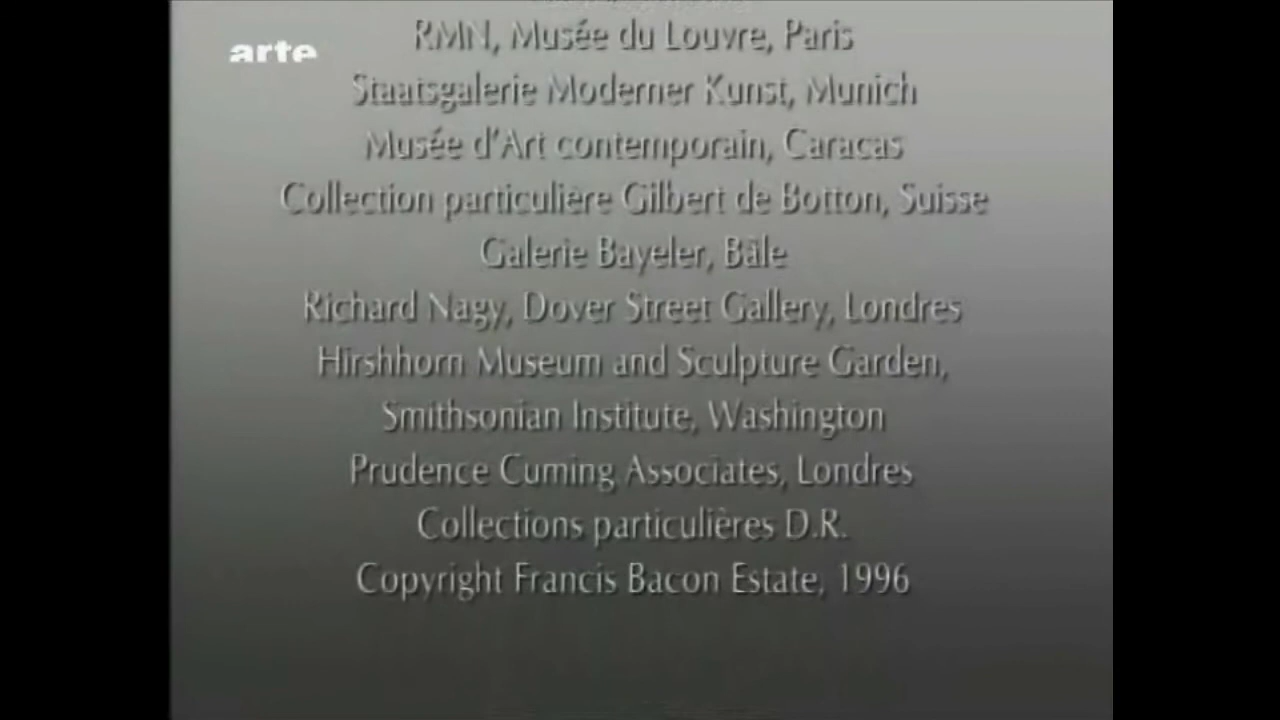 arte
RMN, Musée du Louvre, Paris
Staatsgalerie Moderner Kunst, Munich
Musée d'Art contemporain, Caracas
Collection particulière Gilbert de Botton, Suisse
Galerie Bayeler, Bâle
Richard Nagy, Dover Street Gallery, Londres
Hirshhorn Museum and Sculpture Garden,
Smithsonian Institute, Washington
Prudence Cuming Associates, Londres
Collections particulières D.R.
Copyright Francis Bacon Estate, 1996